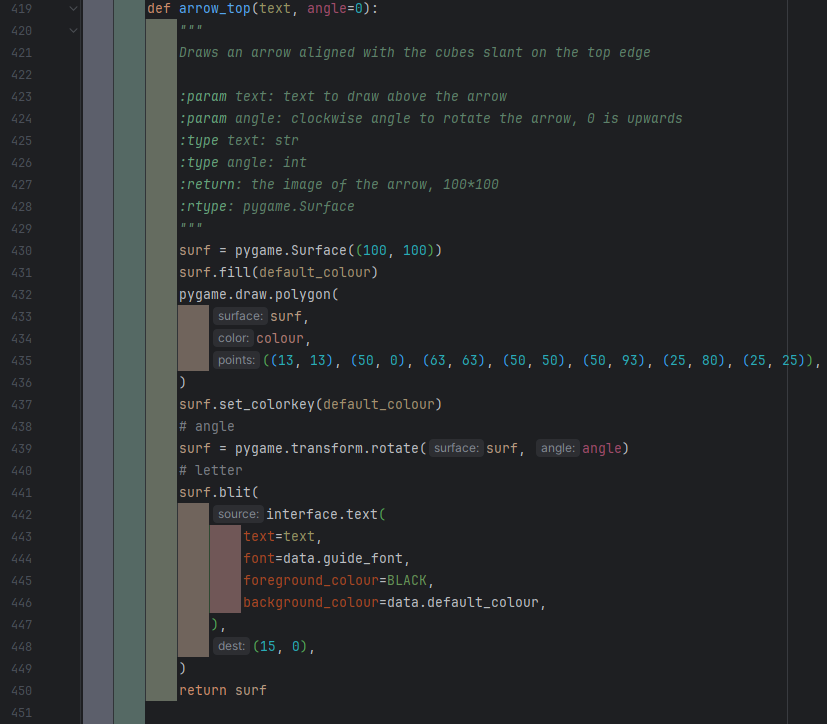 419 def arrow_top(text, angle=0):
420 """
421 Draws an arrow aligned with the cubes slant on the top edge
422
423 :param text: text to draw above the arrow
424 :param angle: clockwise angle to rotate the arrow, 0 is upwards
425 :type text: str
426 :type angle: int
427 :return: the image of the arrow, 100*100
428 :rtype: pygame.Surface
429 """
430 surf = pygame.Surface((100, 100))
431 surf.fill(default_colour)
432 pygame.draw.polygon(
433 surface: surf,
434 color: colour,
435 points: ((13, 13), (50, 0), (63, 63), (50, 50), (50, 93), (25, 80), (25, 25)),
436 )
437 surf.set_colorkey(default_colour)
438 # angle
439 surf = pygame.transform.rotate( surface: surf, angle: angle)
440 # letter
441 surf.blit(
442 source: interface.text(
443 text=text,
444 font=data.guide_font,
445 foreground_colour=BLACK,
446 background_colour=data.default_colour,
447 ),
448 dest: (15, 0),
449 )
450 return surf
451